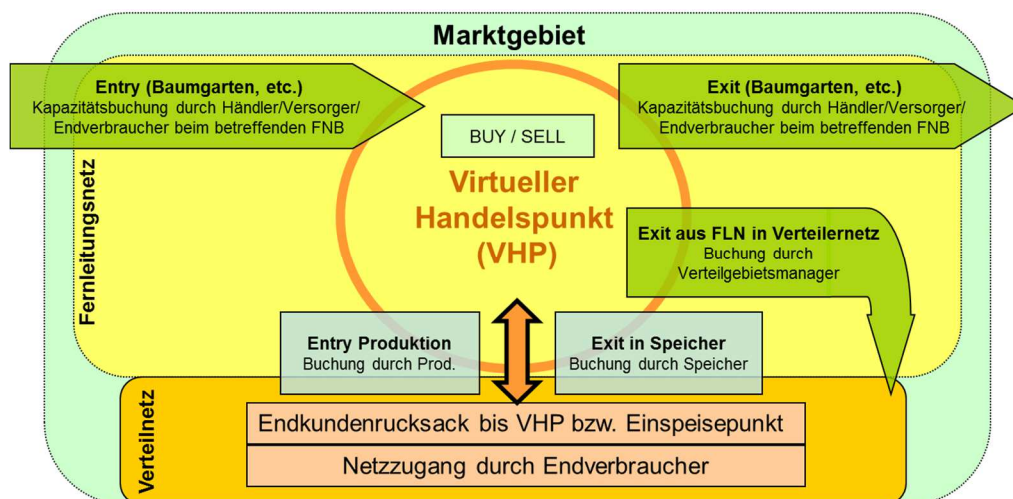 Marktgebiet
Entry (Baumgarten, etc.)
Kapazitätsbuchung durch Händler/Versorger/
Endverbraucher beim betreffenden FNB
Exit (Baumgarten, etc.)
Kapazitätsbuchung durch Händler/Versorger/
Endverbraucher beim betreffenden FNB
BUY / SELL
Virtueller
Handelspunkt
(VHP)
Fernleitungsnetz
Exit aus FLN in Verteilernetz
Buchung durch
Verteilgebietsmanager
Entry Produktion
Buchung durch Prod.
Exit in Speicher
Buchung durch Speicher
Verteilnetz
Endkundenrucksack bis VHP bzw. Einspeisepunkt
Netzzugang durch Endverbraucher